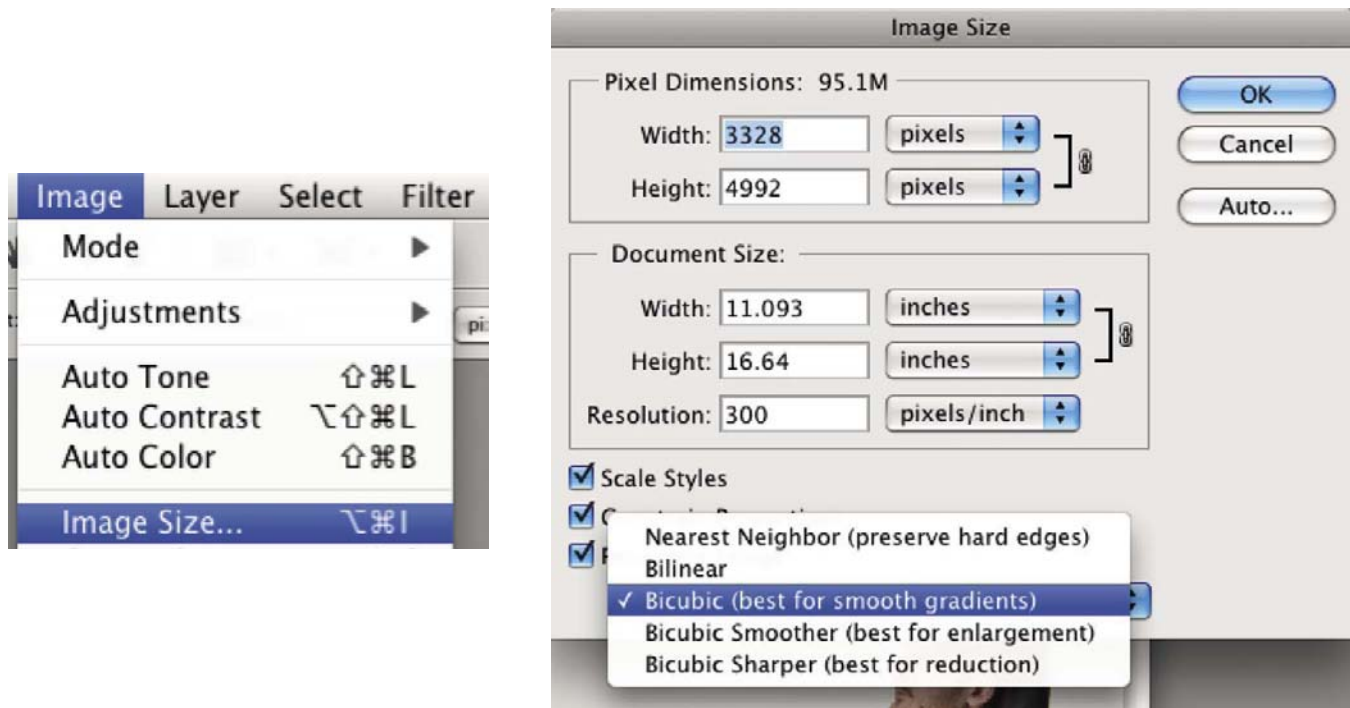 Image Layer Select Filter
Mode
Adjustments
Auto Tone ⇧⌘L
Auto Contrast ⌥⇧⌘L
Auto Color ⇧⌘B
Image Size... ⌥⌘I
Image Size
Pixel Dimensions: 95.1M
Width: 3328 pixels
Height: 4992 pixels
OK
Cancel
Auto...
Document Size:
Width: 11.093 inches
Height: 16.64 inches
Resolution: 300 pixels/inch
Scale Styles
Nearest Neighbor (preserve hard edges)
Bilinear
✓ Bicubic (best for smooth gradients)
Bicubic Smoother (best for enlargement)
Bicubic Sharper (best for reduction)